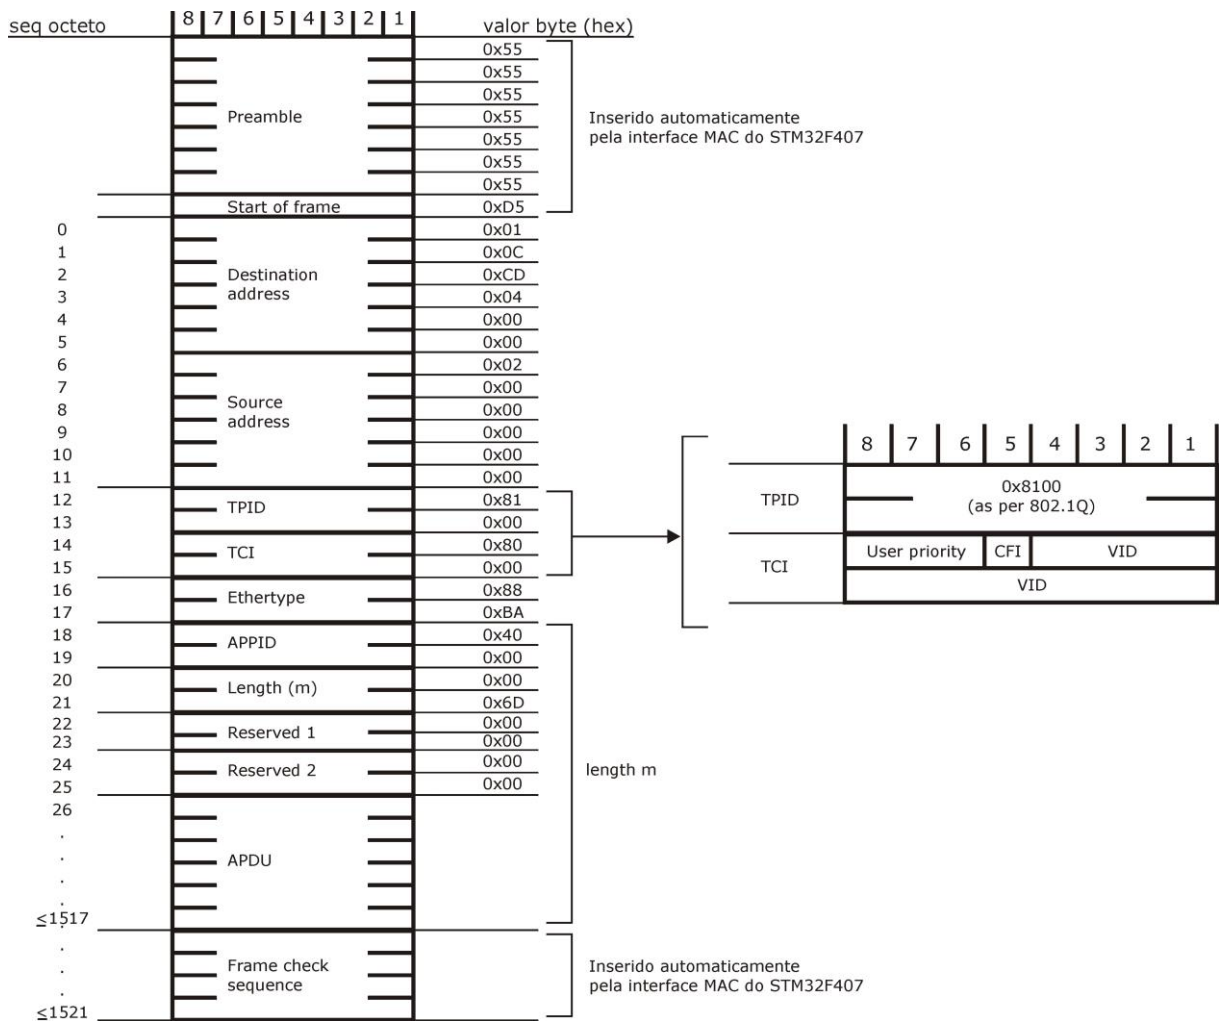 seq octeto 8 7 6 5 4 3 2 1 valor byte (hex)
0x55
0x55
0x55
0x55
0x55
0x55
0x55
Preamble
Inserido automaticamente
pela interface MAC do STM32F407
Start of frame 0xD5
0 0x01
1 0x0C
2 0xCD
3 0x04
4 0x00
5 0x00
Destination
address
6 0x02
7 0x00
8 0x00
9 0x00
10 0x00
11 0x00
Source
address
12 TPID 0x81
13 0x00
14 TCI 0x80
15 0x00
16 Ethertype 0x88
17 0xBA
18 APPID 0x40
19 0x00
20 Length (m) 0x00
21 0x6D
22 Reserved 1 0x00
23 0x00
24 Reserved 2 0x00
25 0x00
length m
26
.
.
.
.
APDU
≤1517
.
.
.
.
Frame check
sequence
Inserido automaticamente
pela interface MAC do STM32F407
≤1521
8 7 6 5 4 3 2 1
TPID
0x8100
(as per 802.1Q)
TCI
User priority CFI VID
VID